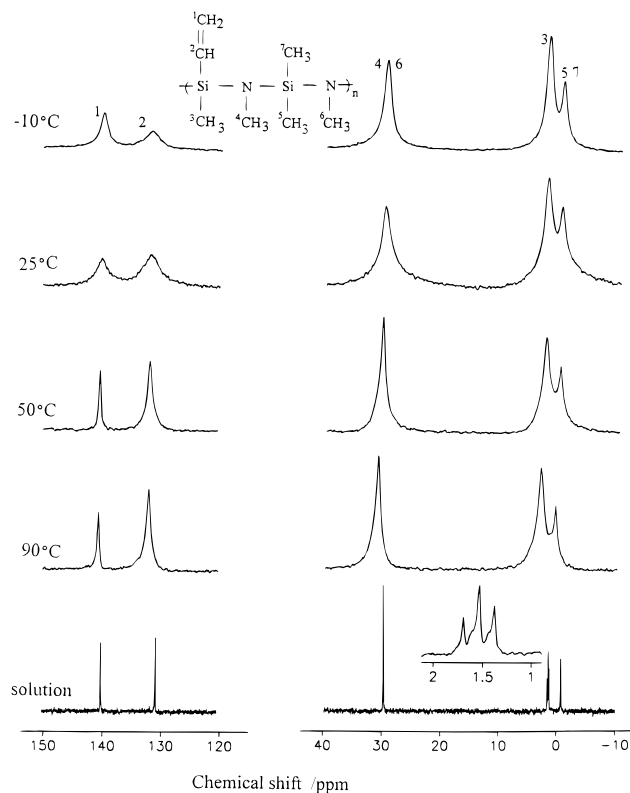 ¹CH₂
²CH
⁷CH₃
Si
N
Si
N
n
³CH₃
⁴CH₃
⁵CH₃
⁶CH₃
-10°C
1
2
4 6
3
5 7
25°C
50°C
90°C
solution
2 1.5 1
150 140 130 120
40 30 20 10 0 -10
Chemical shift /ppm